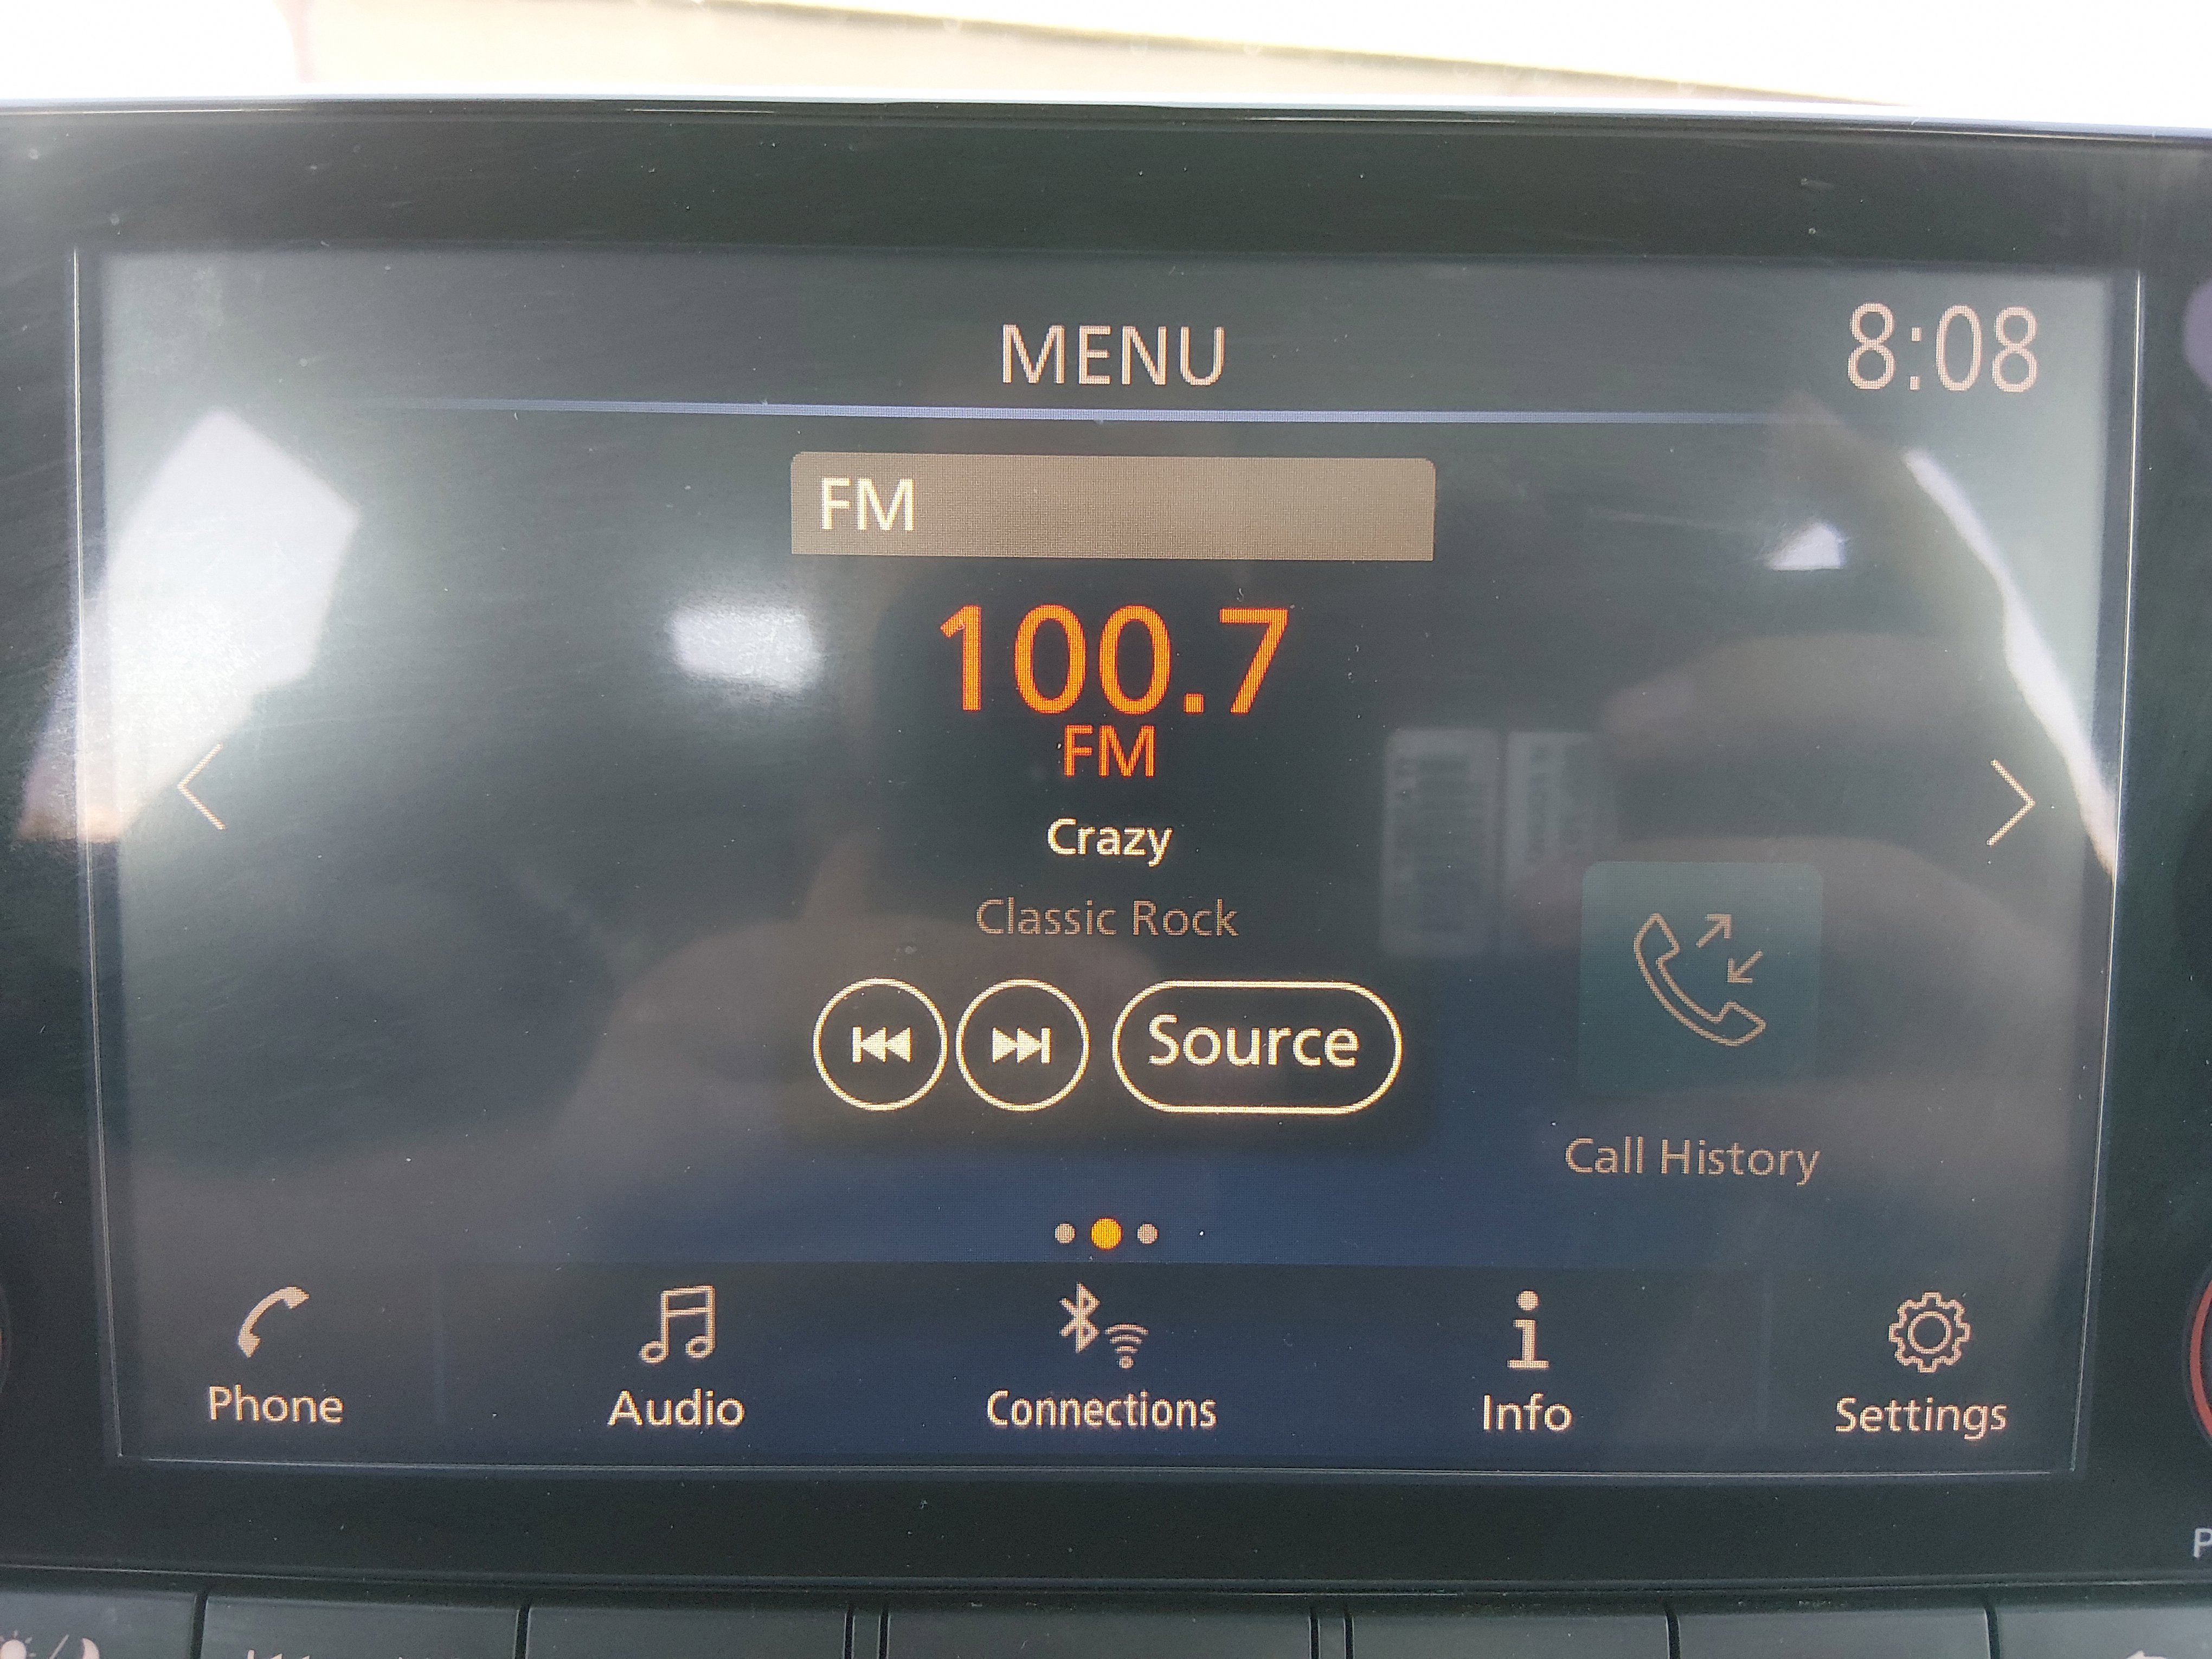 MENU
8:08
FM
100.7
FM
Crazy
Classic Rock
Source
Call History
Phone
Audio
Connections
Info
Settings
P